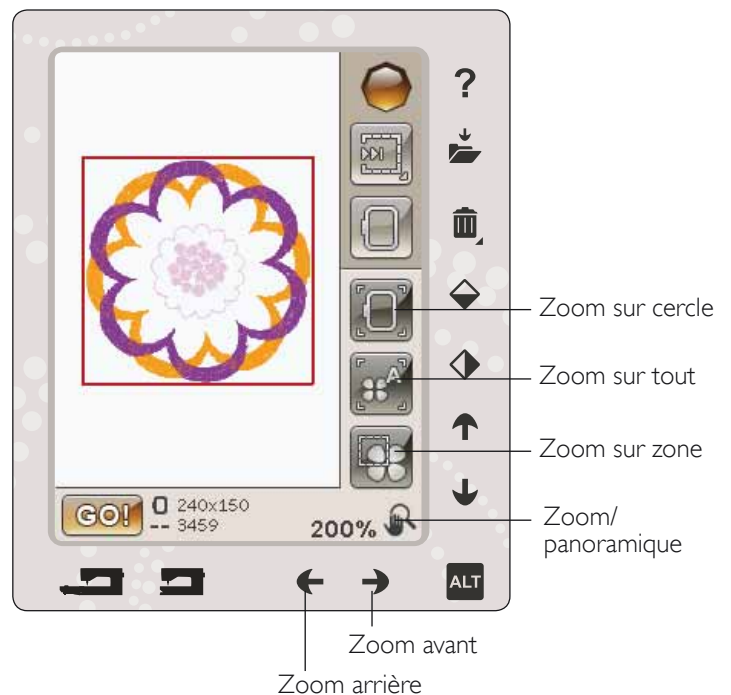 ?
A
Zoom sur cercle
Zoom sur tout
Zoom sur zone
GO! 240x150
-- 3459
200%
Zoom/
panoramique
ALT
Zoom avant
Zoom arrière